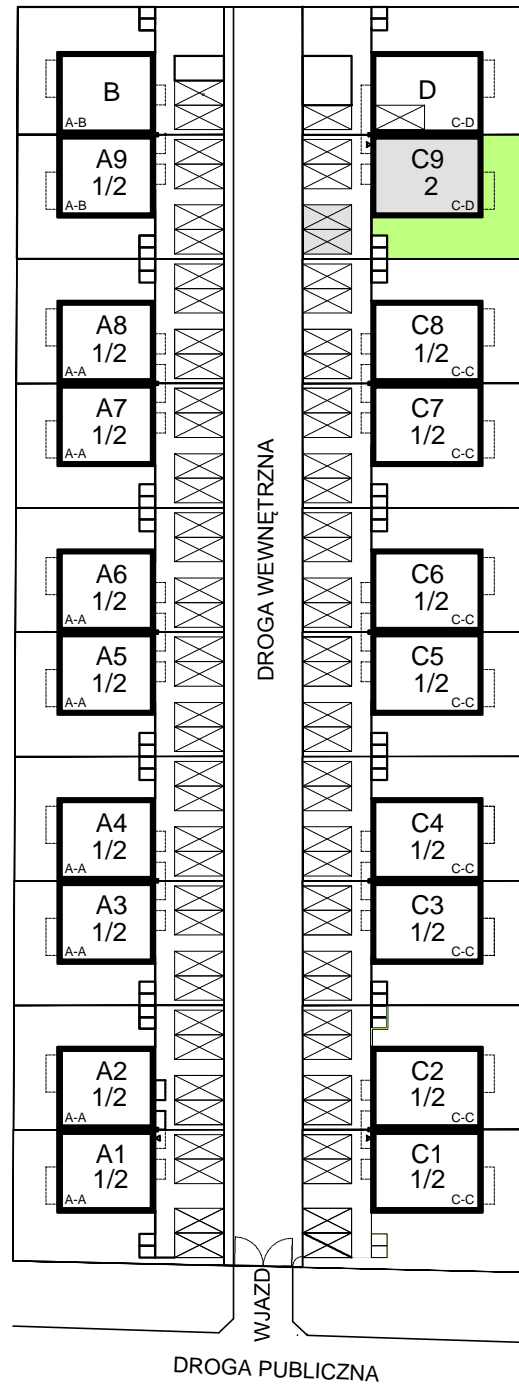 B
A-B
D
C-D
A9
1/2
A-B
C9
2
C-D
A8
1/2
A-A
C8
1/2
C-C
A7
1/2
A-A
C7
1/2
C-C
DROGA WEWNĘTRZNA
A6
1/2
A-A
C6
1/2
C-C
A5
1/2
A-A
C5
1/2
C-C
A4
1/2
A-A
C4
1/2
C-C
A3
1/2
A-A
C3
1/2
C-C
A2
1/2
A-A
C2
1/2
C-C
A1
1/2
A-A
C1
1/2
C-C
WJAZD
DROGA PUBLICZNA